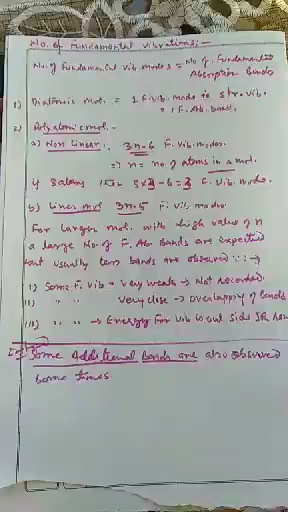 No. of Fundamental Vibrations:-
No. of Fundamental vib. modes = No. of Fundamental
Absorption Bands
1) Diatomic mol. = 1 F. vib. mode ie str. vib.
= 1 F. Ab. band.
2) Polyatomic mol. -
a) Non Linear: 3n-6 F. Vib. modes.
=> n = no. of atoms in a mol.
if 3 atoms 3x3-6=3 F. Vib. modes.
b) Linear mol 3n-5 F. Vib. modes
For larger mol. with high value of n
a large No. of F. Ab. Bands are expected
but usually less bands are observed ∵ : →
i) Some F. Vib → Very weak → Not recorded.
ii) " " Very close → overlapping of bands
iii) " " → Energy For vib is out side IR
Some Additional Bands are also observed
some times